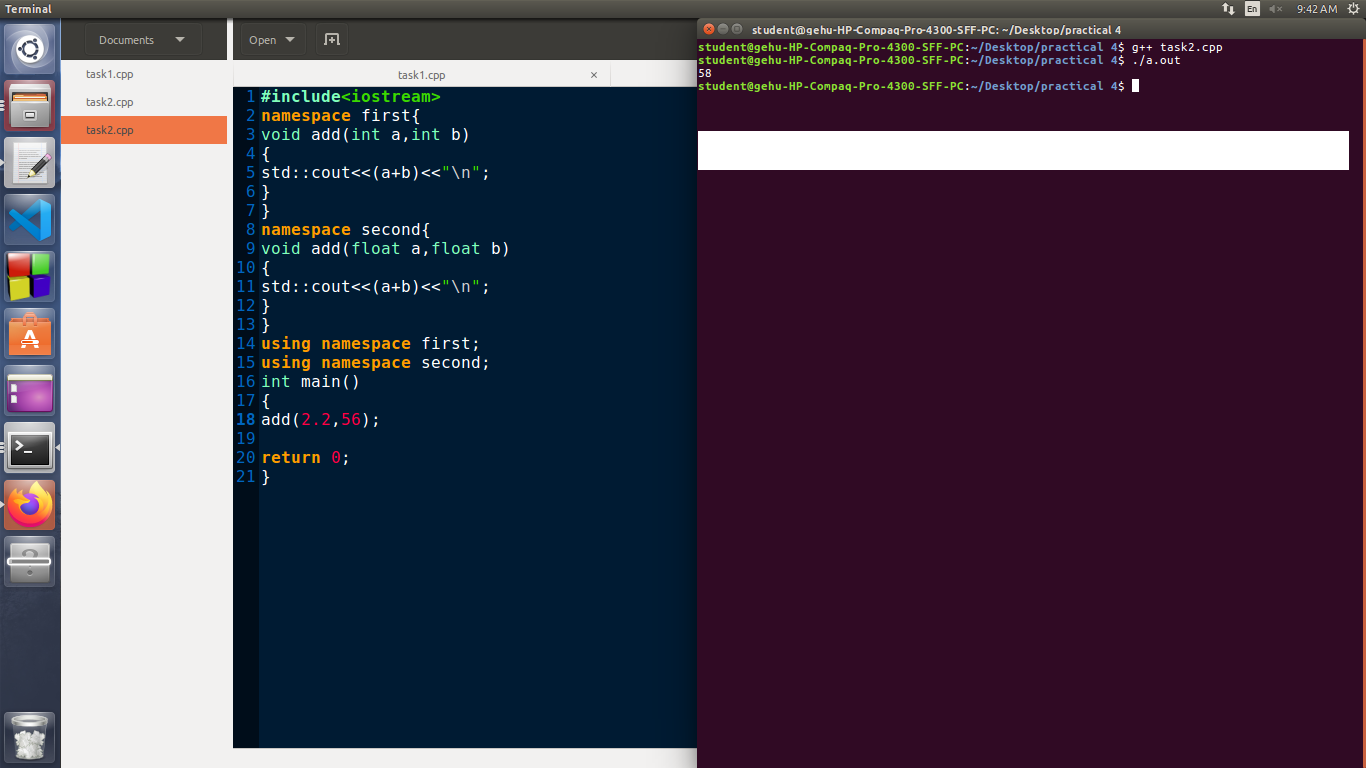 Terminal
En
9:42 AM
Documents
Open
student@gehu-HP-Compaq-Pro-4300-SFF-PC: ~/Desktop/practical 4
task1.cpp
task2.cpp
task2.cpp
task1.cpp ×
1 #include<iostream>
2 namespace first{
3 void add(int a,int b)
4 {
5 std::cout<<(a+b)<<"\n";
6 }
7 }
8 namespace second{
9 void add(float a,float b)
10 {
11 std::cout<<(a+b)<<"\n";
12 }
13 }
14 using namespace first;
15 using namespace second;
16 int main()
17 {
18 add(2.2,56);
19
20 return 0;
21 }
student@gehu-HP-Compaq-Pro-4300-SFF-PC:~/Desktop/practical 4$ g++ task2.cpp
student@gehu-HP-Compaq-Pro-4300-SFF-PC:~/Desktop/practical 4$ ./a.out
58
student@gehu-HP-Compaq-Pro-4300-SFF-PC:~/Desktop/practical 4$